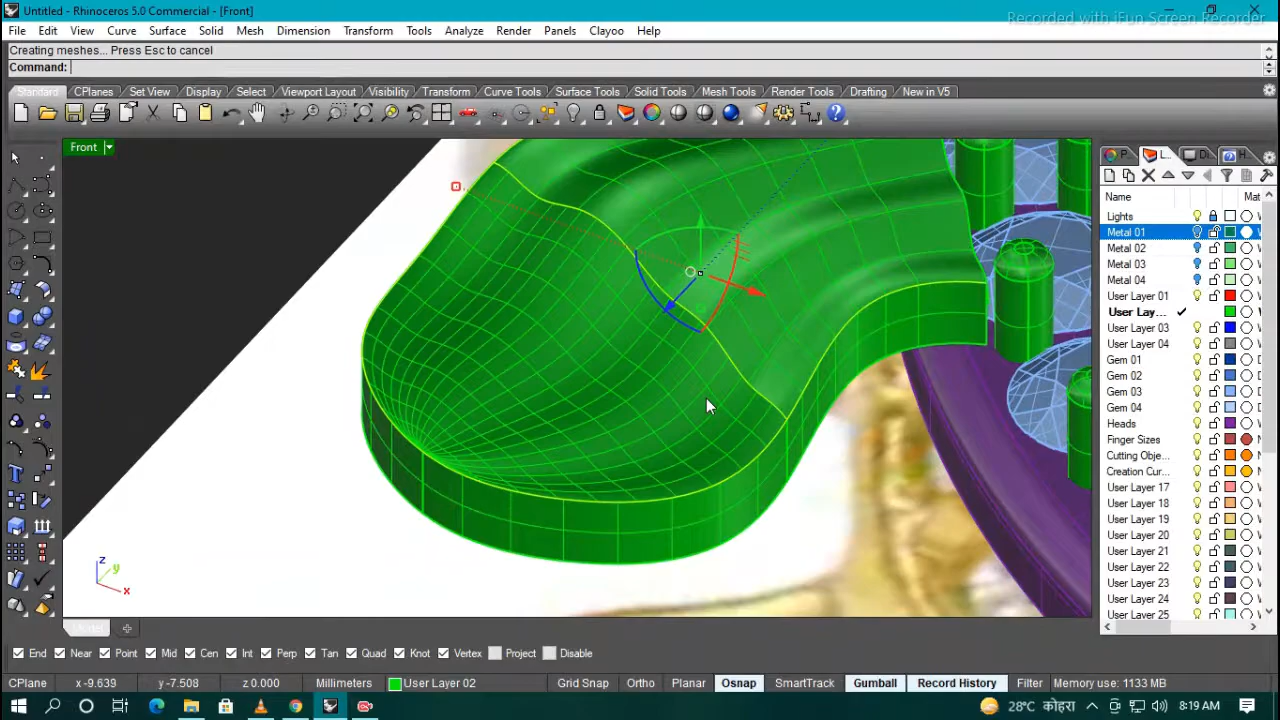 Untitled - Rhinoceros 5.0 Commercial - [Front]
Recorded with iFun Screen Recorder
File Edit View Curve Surface Solid Mesh Dimension Transform Tools Analyze Render Panels Clayoo Help
Creating meshes... Press Esc to cancel
Command:
Standard CPlanes Set View Display Select Viewport Layout Visibility Transform Curve Tools Surface Tools Solid Tools Mesh Tools Render Tools Drafting New in V5
Front
P... L... Di... H...
Name Mat
Lights
Metal 01
Metal 02
Metal 03
Metal 04
User Layer 01
User Lay...
User Layer 03
User Layer 04
Gem 01
Gem 02
Gem 03
Gem 04
Heads
Finger Sizes
Cutting Obje...
Creation Cur...
User Layer 17
User Layer 18
User Layer 19
User Layer 20
User Layer 21
User Layer 22
User Layer 23
User Layer 24
User Layer 25
z
y
x
End Near Point Mid Cen Int Perp Tan Quad Knot Vertex Project Disable
CPlane x -9.639 y -7.508 z 0.000 Millimeters User Layer 02 Grid Snap Ortho Planar Osnap SmartTrack Gumball Record History Filter Memory use: 1133 MB
28°C कोहरा 8:19 AM